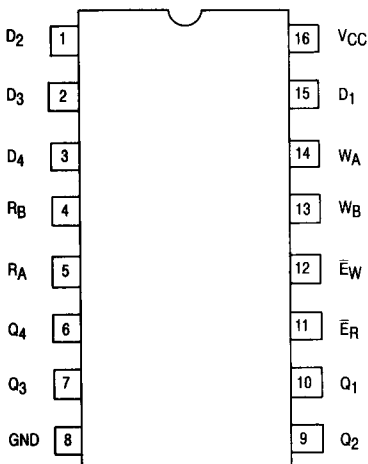 D2 1 16 VCC
D3 2 15 D1
D4 3 14 WA
RB 4 13 WB
RA 5 12 ĒW
Q4 6 11 ĒR
Q3 7 10 Q1
GND 8 9 Q2